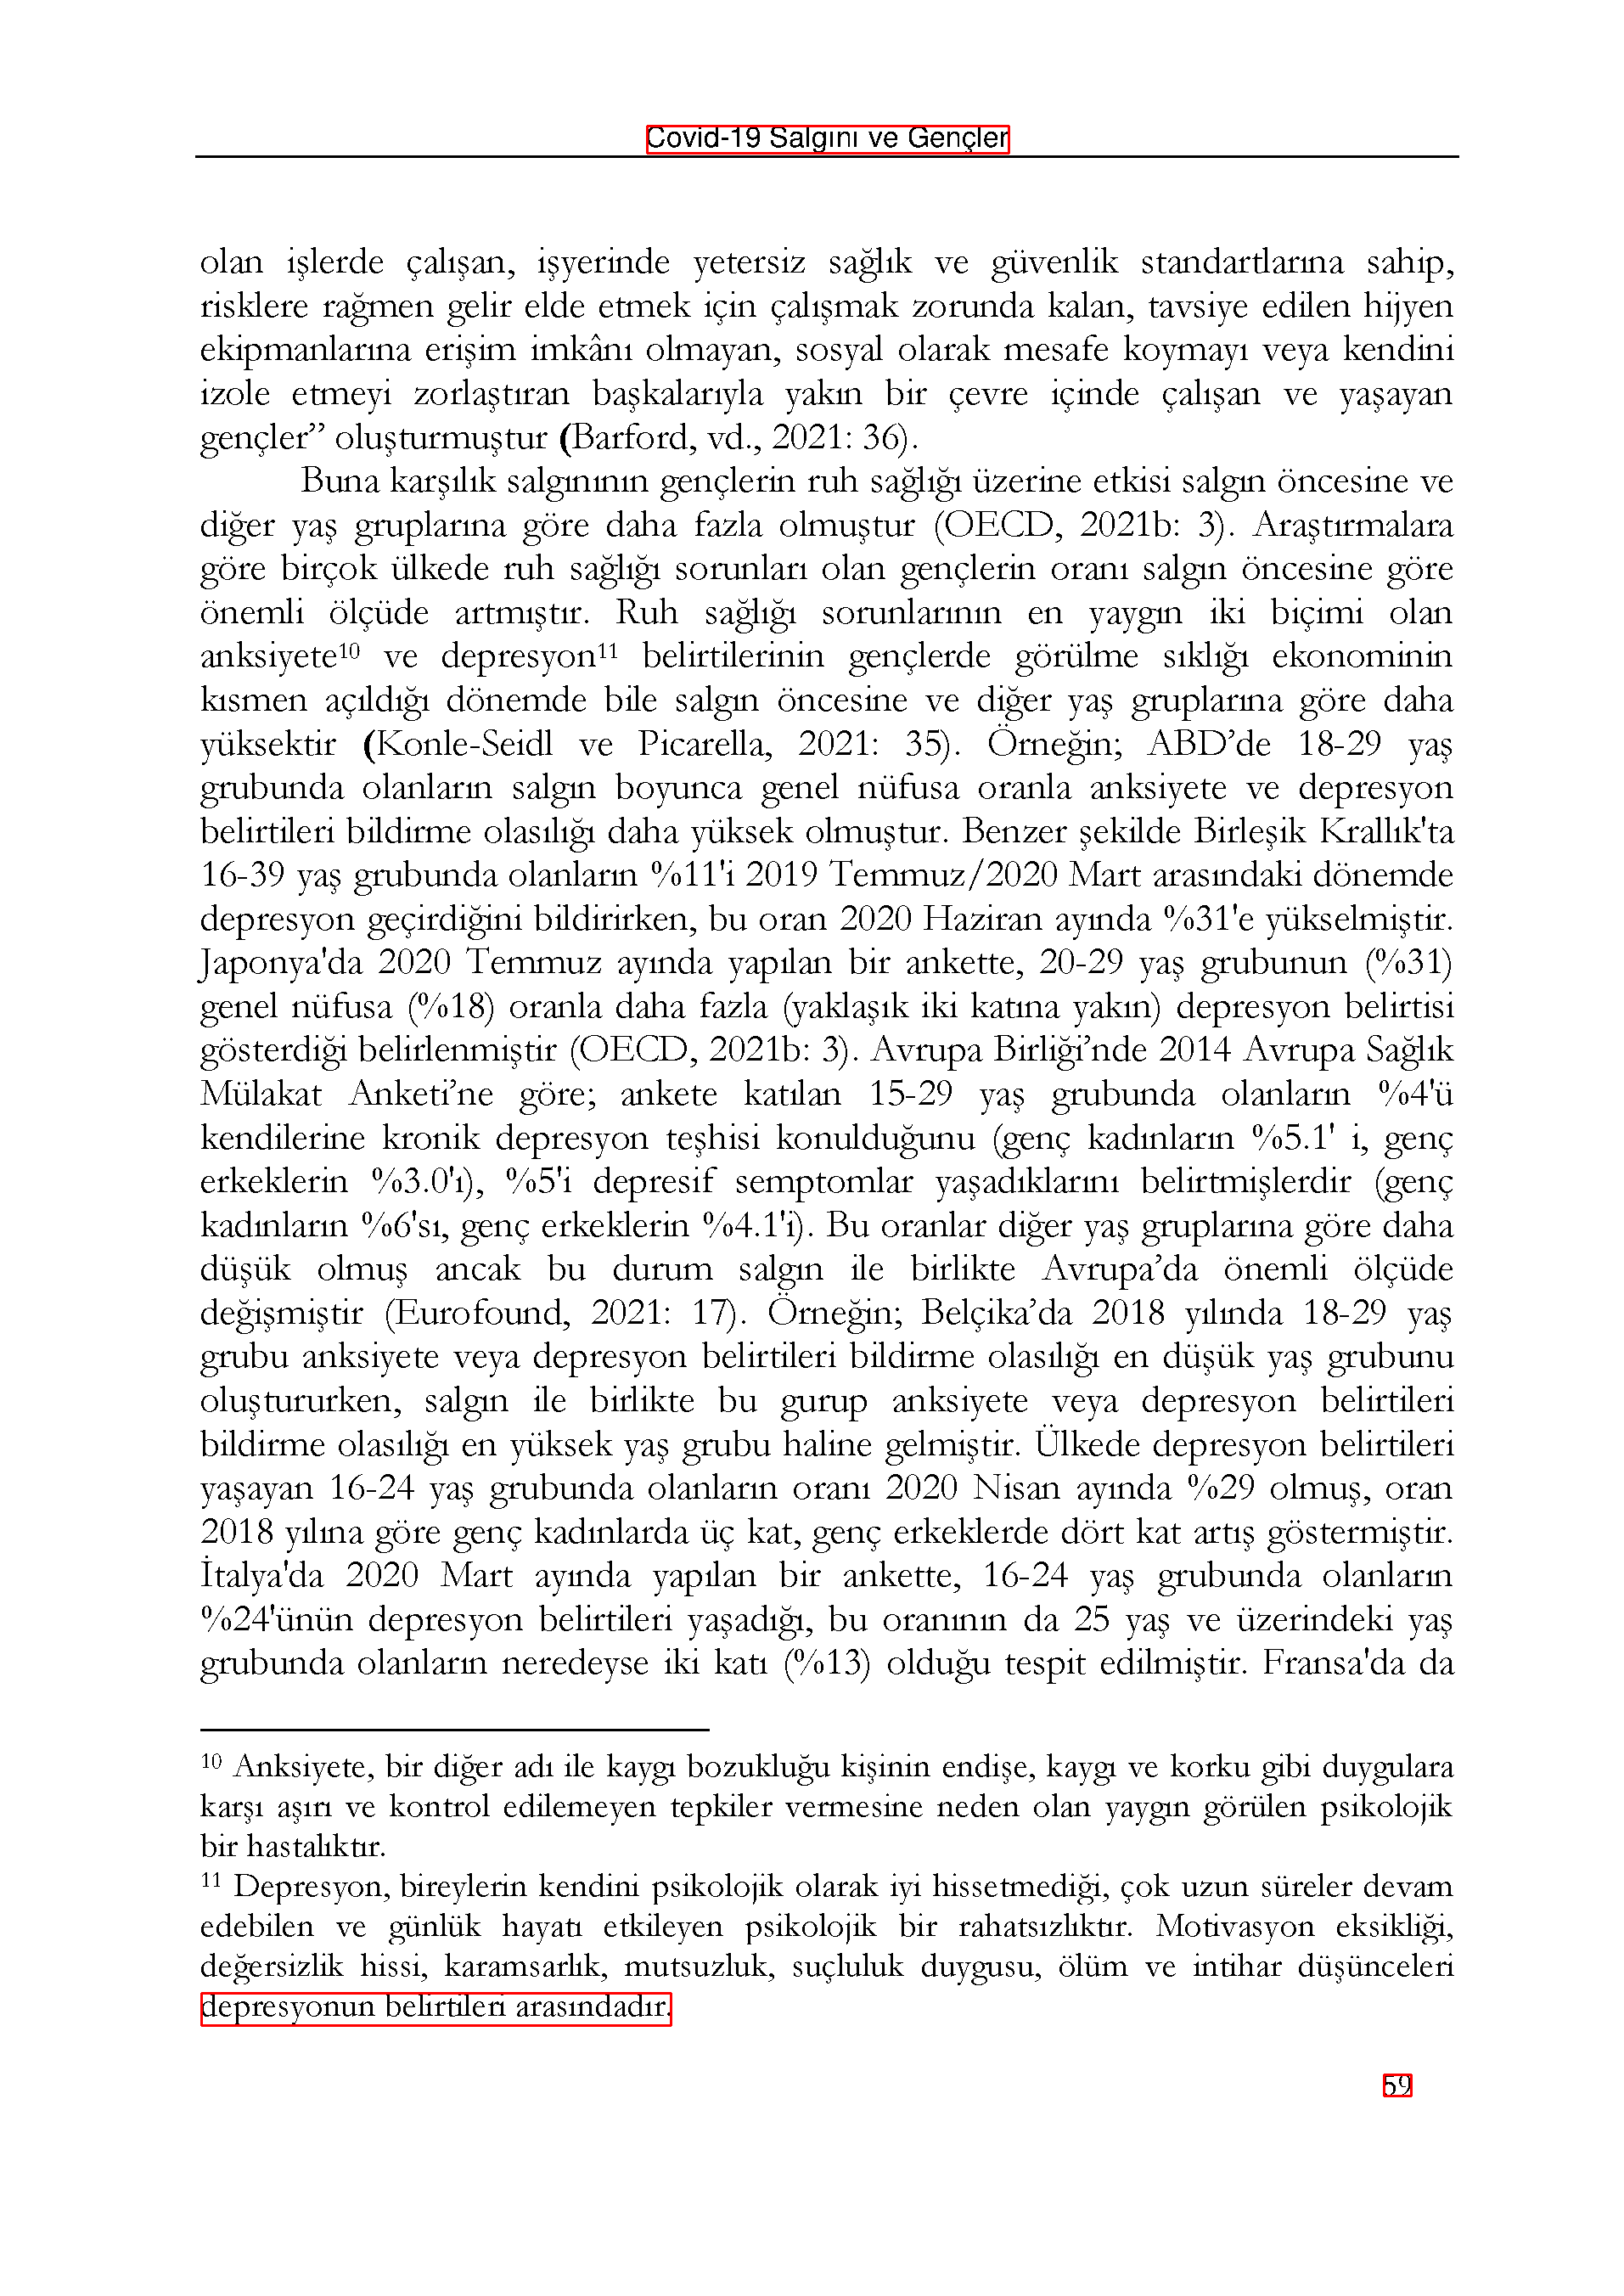 Covid-19 Salgını ve Gençler
olan işlerde çalışan, işyerinde yetersiz sağlık ve güvenlik standartlarına sahip,
risklere rağmen gelir elde etmek için çalışmak zorunda kalan, tavsiye edilen hijyen
ekipmanlarına erişim imkânı olmayan, sosyal olarak mesafe koymayı veya kendini
izole etmeyi zorlaştıran başkalarıyla yakın bir çevre içinde çalışan ve yaşayan
gençler” oluşturmuştur (Barford, vd., 2021: 36).
Buna karşılık salgınının gençlerin ruh sağlığı üzerine etkisi salgın öncesine ve
diğer yaş gruplarına göre daha fazla olmuştur (OECD, 2021b: 3). Araştırmalara
göre birçok ülkede ruh sağlığı sorunları olan gençlerin oranı salgın öncesine göre
önemli ölçüde artmıştır. Ruh sağlığı sorunlarının en yaygın iki biçimi olan
anksiyete¹⁰ ve depresyon¹¹ belirtilerinin gençlerde görülme sıklığı ekonominin
kısmen açıldığı dönemde bile salgın öncesine ve diğer yaş gruplarına göre daha
yüksektir (Konle-Seidl ve Picarella, 2021: 35). Örneğin; ABD’de 18-29 yaş
grubunda olanların salgın boyunca genel nüfusa oranla anksiyete ve depresyon
belirtileri bildirme olasılığı daha yüksek olmuştur. Benzer şekilde Birleşik Krallık'ta
16-39 yaş grubunda olanların %11'i 2019 Temmuz/2020 Mart arasındaki dönemde
depresyon geçirdiğini bildirirken, bu oran 2020 Haziran ayında %31'e yükselmiştir.
Japonya'da 2020 Temmuz ayında yapılan bir ankette, 20-29 yaş grubunun (%31)
genel nüfusa (%18) oranla daha fazla (yaklaşık iki katına yakın) depresyon belirtisi
gösterdiği belirlenmiştir (OECD, 2021b: 3). Avrupa Birliği’nde 2014 Avrupa Sağlık
Mülakat Anketi’ne göre; ankete katılan 15-29 yaş grubunda olanların %4'ü
kendilerine kronik depresyon teşhisi konulduğunu (genç kadınların %5.1' i, genç
erkeklerin %3.0'ı), %5'i depresif semptomlar yaşadıklarını belirtmişlerdir (genç
kadınların %6'sı, genç erkeklerin %4.1'i). Bu oranlar diğer yaş gruplarına göre daha
düşük olmuş ancak bu durum salgın ile birlikte Avrupa’da önemli ölçüde
değişmiştir (Eurofound, 2021: 17). Örneğin; Belçika’da 2018 yılında 18-29 yaş
grubu anksiyete veya depresyon belirtileri bildirme olasılığı en düşük yaş grubunu
oluştururken, salgın ile birlikte bu gurup anksiyete veya depresyon belirtileri
bildirme olasılığı en yüksek yaş grubu haline gelmiştir. Ülkede depresyon belirtileri
yaşayan 16-24 yaş grubunda olanların oranı 2020 Nisan ayında %29 olmuş, oran
2018 yılına göre genç kadınlarda üç kat, genç erkeklerde dört kat artış göstermiştir.
İtalya'da 2020 Mart ayında yapılan bir ankette, 16-24 yaş grubunda olanların
%24'ünün depresyon belirtileri yaşadığı, bu oranının da 25 yaş ve üzerindeki yaş
grubunda olanların neredeyse iki katı (%13) olduğu tespit edilmiştir. Fransa'da da
¹⁰ Anksiyete, bir diğer adı ile kaygı bozukluğu kişinin endişe, kaygı ve korku gibi duygulara
karşı aşırı ve kontrol edilemeyen tepkiler vermesine neden olan yaygın görülen psikolojik
bir hastalıktır.
¹¹ Depresyon, bireylerin kendini psikolojik olarak iyi hissetmediği, çok uzun süreler devam
edebilen ve günlük hayatı etkileyen psikolojik bir rahatsızlıktır. Motivasyon eksikliği,
değersizlik hissi, karamsarlık, mutsuzluk, suçluluk duygusu, ölüm ve intihar düşünceleri
depresyonun belirtileri arasındadır.
59